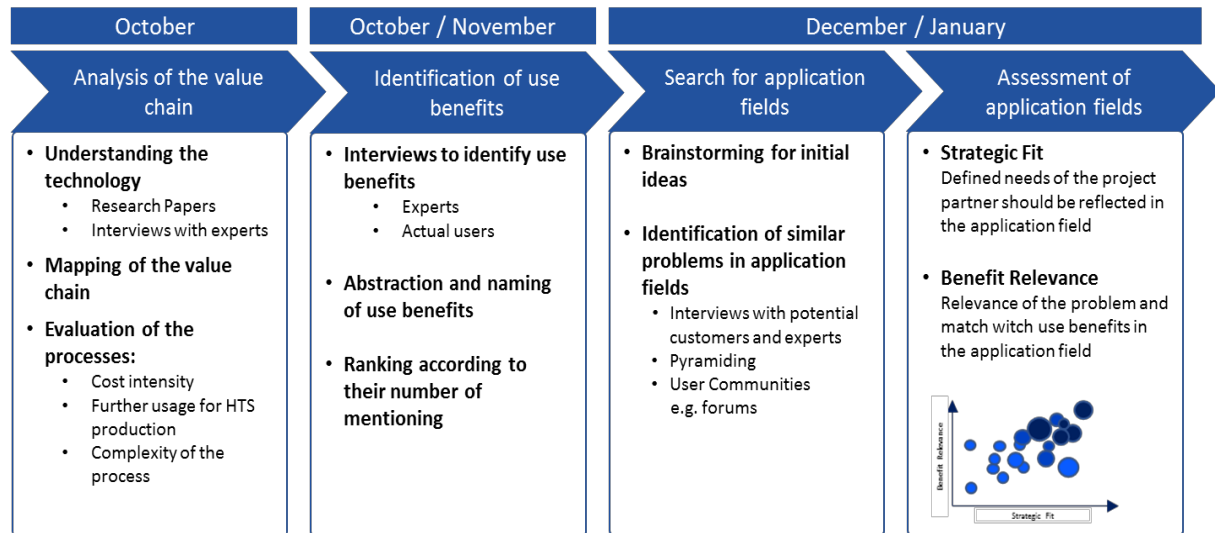 October
October / November
December / January
Analysis of the value
chain
Identification of use
benefits
Search for application
fields
Assessment of
application fields
• Understanding the
technology
• Research Papers
• Interviews with experts
• Mapping of the value
chain
• Evaluation of the
processes:
• Cost intensity
• Further usage for HTS
production
• Complexity of the
process
• Interviews to identify use
benefits
• Experts
• Actual users
• Abstraction and naming
of use benefits
• Ranking according to
their number of
mentioning
• Brainstorming for initial
ideas
• Identification of similar
problems in application
fields
• Interviews with potential
customers and experts
• Pyramiding
• User Communities
e.g. forums
• Strategic Fit
Defined needs of the project
partner should be reflected in
the application field
• Benefit Relevance
Relevance of the problem and
match witch use benefits in
the application field
Benefit Relevance
Strategic Fit